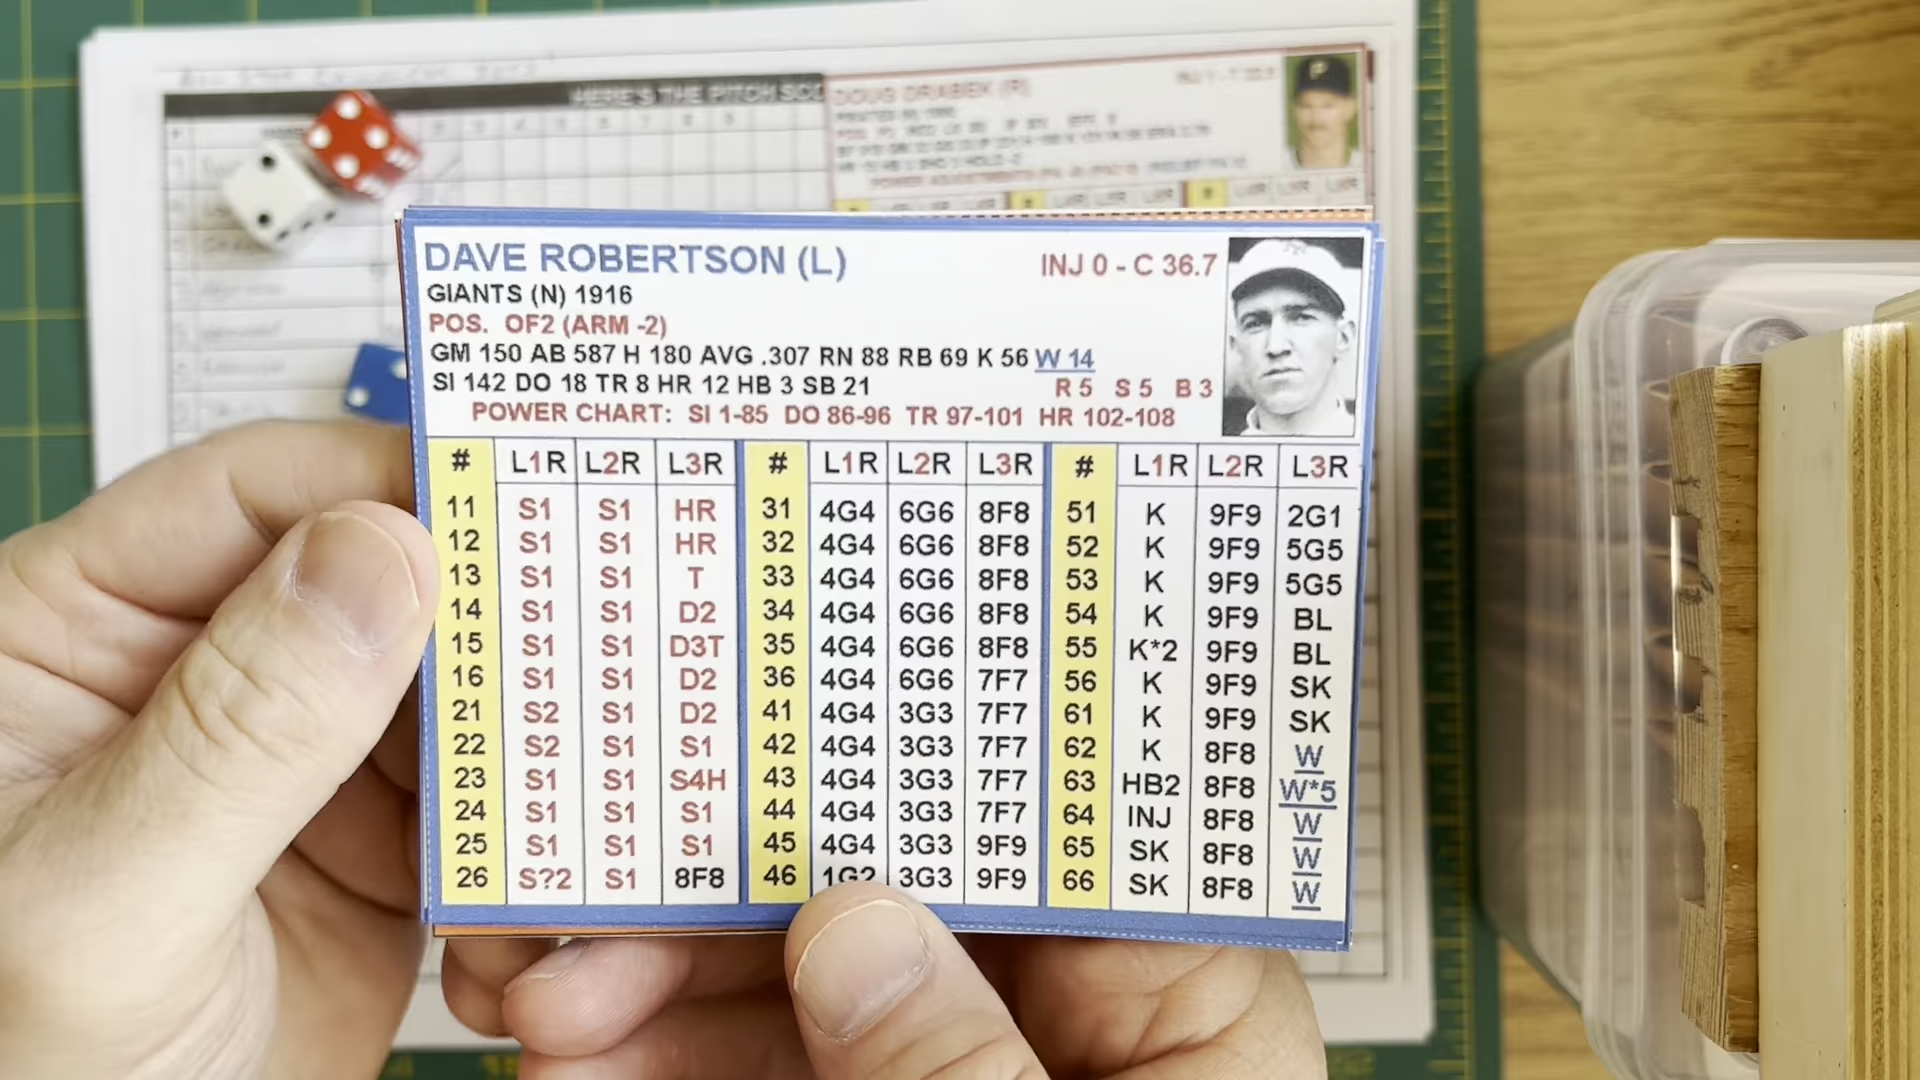 HERE'S THE PITCH SCO
DOUG DRABEK (R)
DAVE ROBERTSON (L)
INJ 0 - C 36.7
GIANTS (N) 1916
POS. OF2 (ARM -2)
GM 150 AB 587 H 180 AVG .307 RN 88 RB 69 K 56 W 14
SI 142 DO 18 TR 8 HR 12 HB 3 SB 21 R 5 S 5 B 3
POWER CHART: SI 1-85 DO 86-96 TR 97-101 HR 102-108
# L1R L2R L3R # L1R L2R L3R # L1R L2R L3R
11 S1 S1 HR 31 4G4 6G6 8F8 51 K 9F9 2G1
12 S1 S1 HR 32 4G4 6G6 8F8 52 K 9F9 5G5
13 S1 S1 T 33 4G4 6G6 8F8 53 K 9F9 5G5
14 S1 S1 D2 34 4G4 6G6 8F8 54 K 9F9 BL
15 S1 S1 D3T 35 4G4 6G6 8F8 55 K*2 9F9 BL
16 S1 S1 D2 36 4G4 6G6 7F7 56 K 9F9 SK
21 S2 S1 D2 41 4G4 3G3 7F7 61 K 9F9 SK
22 S2 S1 S1 42 4G4 3G3 7F7 62 K 8F8 W
23 S1 S1 S4H 43 4G4 3G3 7F7 63 HB2 8F8 W*5
24 S1 S1 S1 44 4G4 3G3 7F7 64 INJ 8F8 W
25 S1 S1 S1 45 4G4 3G3 9F9 65 SK 8F8 W
26 S?2 S1 8F8 46 1G2 3G3 9F9 66 SK 8F8 W